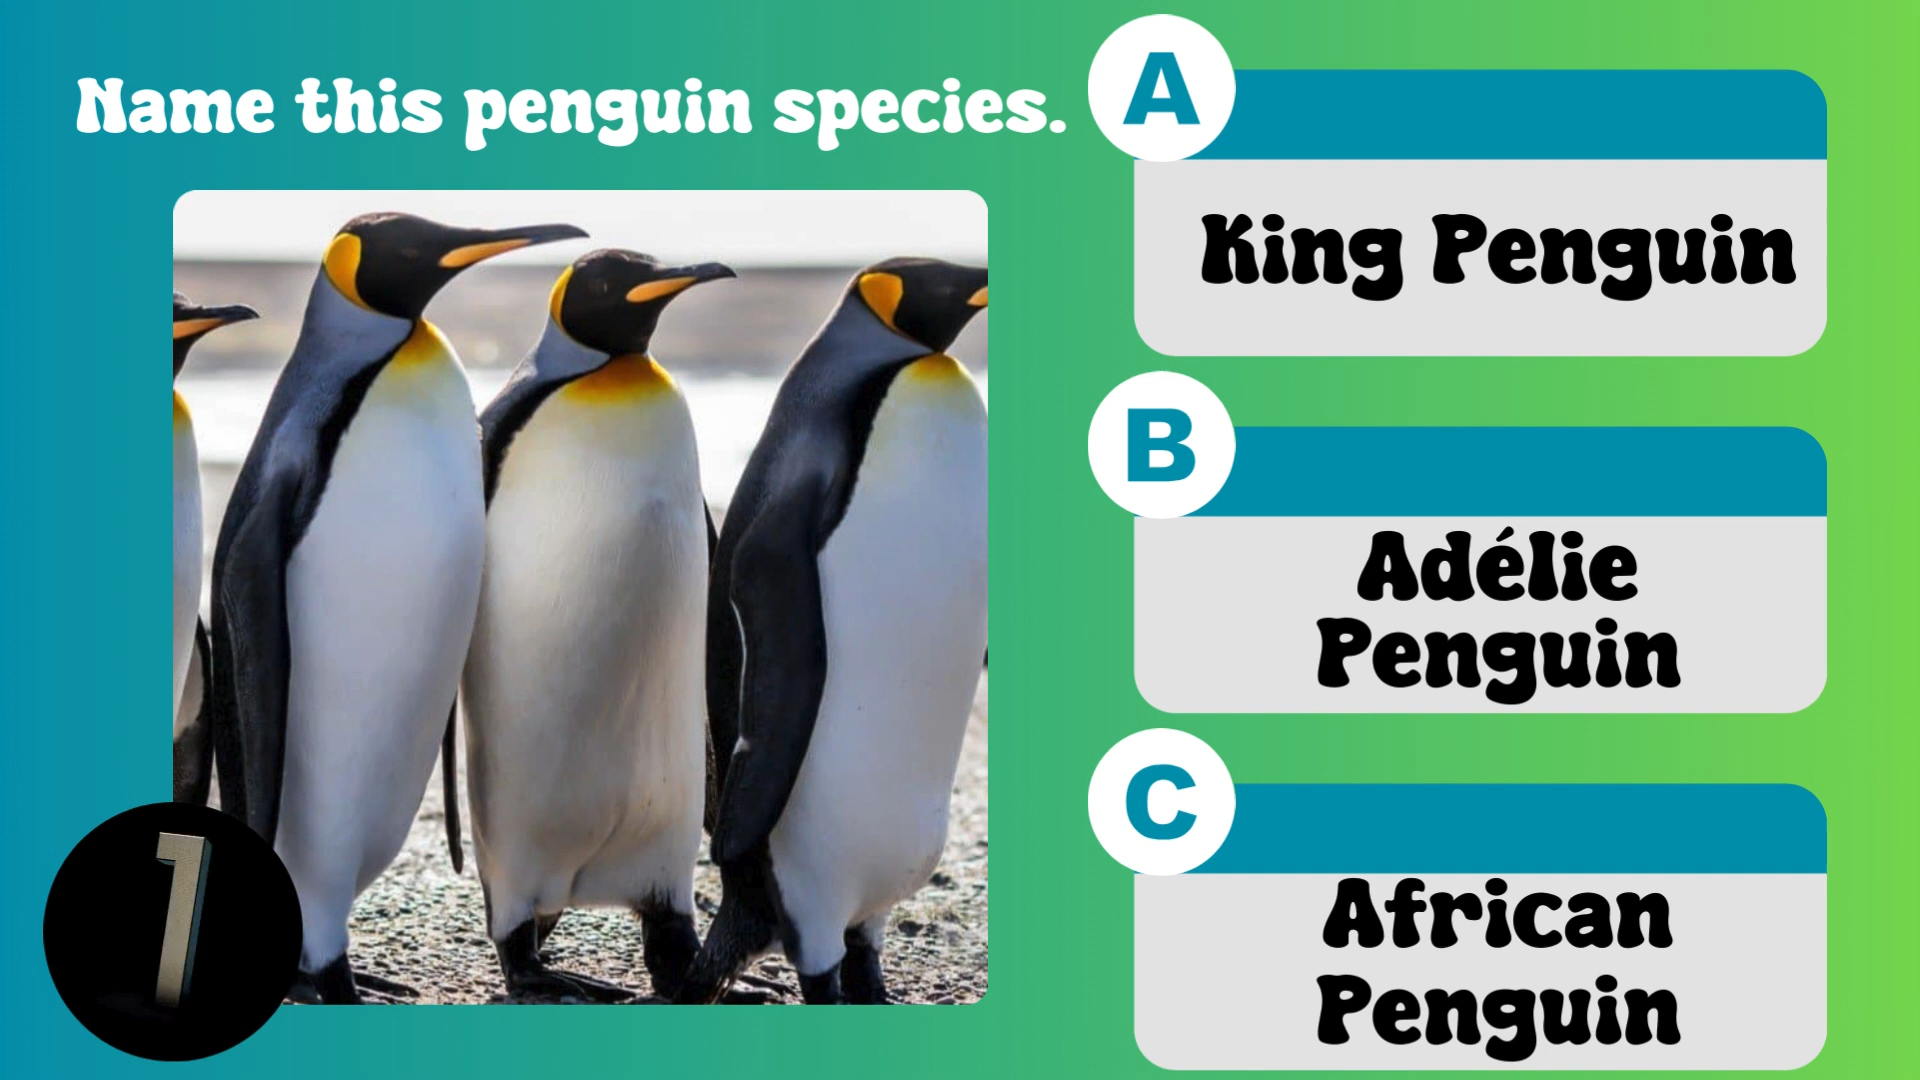 Name this penguin species.
A
King Penguin
B
Adélie
Penguin
C
African
Penguin
1